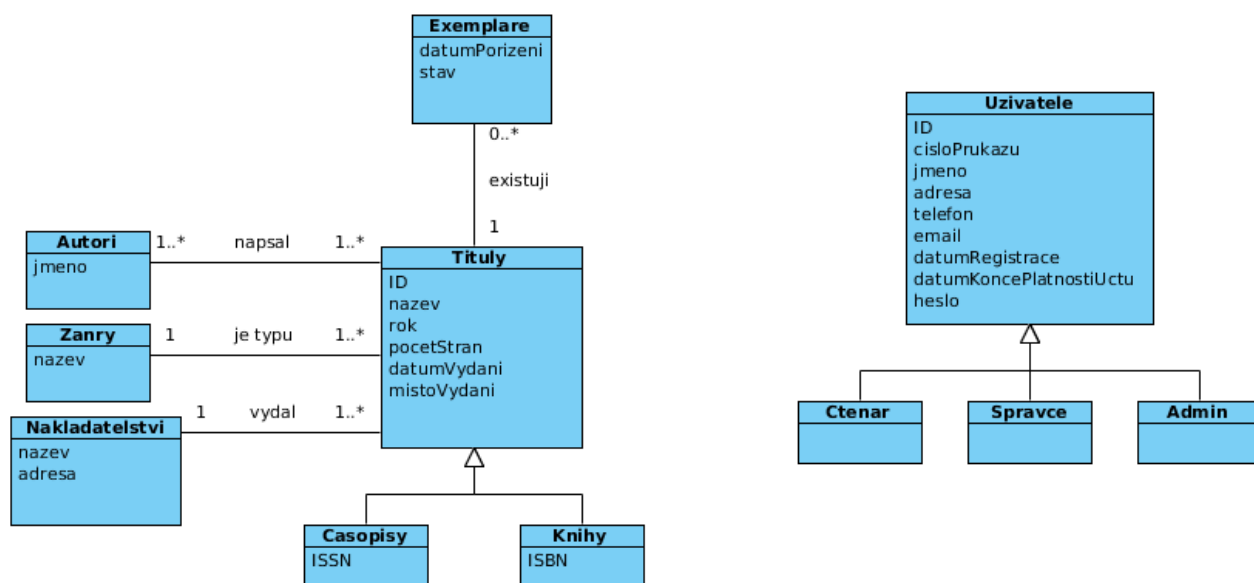 Exemplare
datumPorizeni
stav
0..*
existuji
1
Autori
jmeno
1..* napsal 1..*
Zanry
nazev
1 je typu 1..*
Nakladatelstvi
nazev
adresa
1 vydal 1..*
Tituly
ID
nazev
rok
pocetStran
datumVydani
mistoVydani
Casopisy
ISSN
Knihy
ISBN
Uzivatele
ID
cisloPrukazu
jmeno
adresa
telefon
email
datumRegistrace
datumKoncePlatnostiUctu
heslo
Ctenar
Spravce
Admin